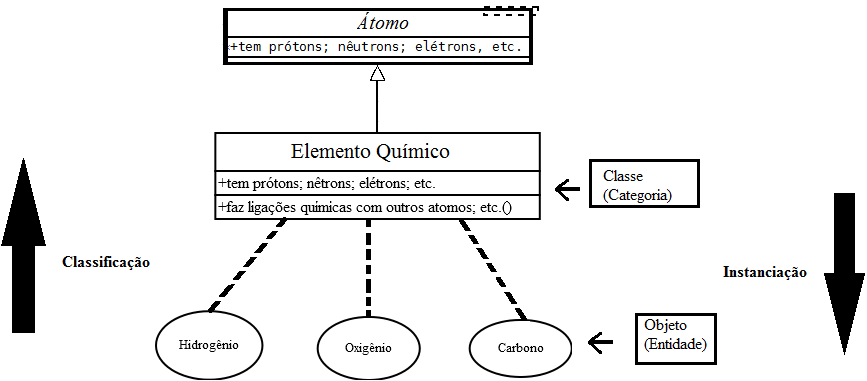 Átomo
+tem prótons; nêutrons; elétrons, etc.
Elemento Químico
+tem prótons; nêtrons; elétrons; etc.
+faz ligações quimicas com outros atomos; etc.()
Classe
(Categoria)
Classificação
Instanciação
Hidrogênio
Oxigênio
Carbono
Objeto
(Entidade)